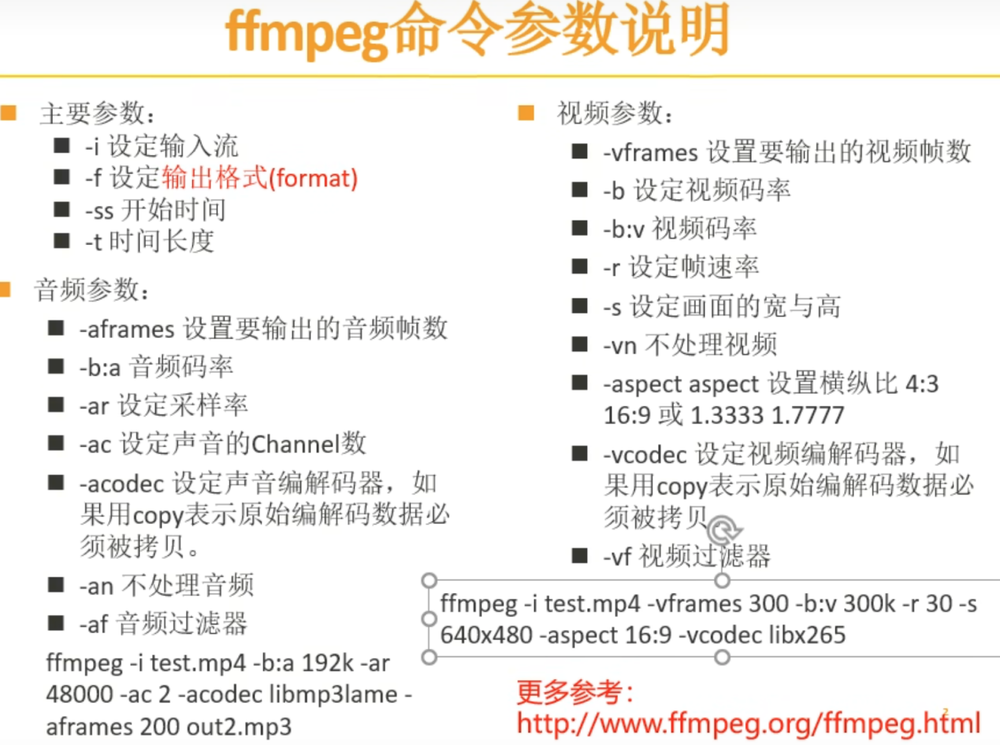 ffmpeg命令参数说明
主要参数：
-i 设定输入流
-f 设定输出格式(format)
-ss 开始时间
-t 时间长度
音频参数：
-aframes 设置要输出的音频帧数
-b:a 音频码率
-ar 设定采样率
-ac 设定声音的Channel数
-acodec 设定声音编解码器，如
果用copy表示原始编解码数据必
须被拷贝。
-an 不处理音频
-af 音频过滤器
ffmpeg -i test.mp4 -b:a 192k -ar
48000 -ac 2 -acodec libmp3lame -
aframes 200 out2.mp3
视频参数：
-vframes 设置要输出的视频帧数
-b 设定视频码率
-b:v 视频码率
-r 设定帧速率
-s 设定画面的宽与高
-vn 不处理视频
-aspect aspect 设置横纵比 4:3
16:9 或 1.3333 1.7777
-vcodec 设定视频编解码器，如
果用copy表示原始编解码数据必
须被拷贝
-vf 视频过滤器
ffmpeg -i test.mp4 -vframes 300 -b:v 300k -r 30 -s
640x480 -aspect 16:9 -vcodec libx265
更多参考：
http://www.ffmpeg.org/ffmpeg.html
2